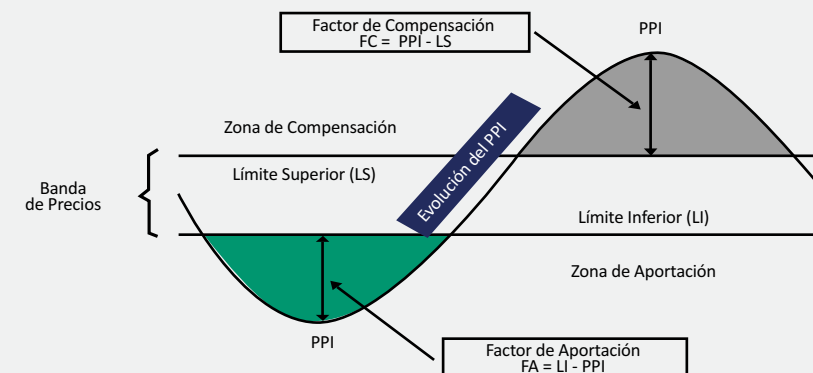 Factor de Compensación
FC = PPI - LS
PPI
Zona de Compensación
Evolución del PPI
Límite Superior (LS)
Banda
de Precios
Límite Inferior (LI)
Zona de Aportación
PPI
Factor de Aportación
FA = LI - PPI